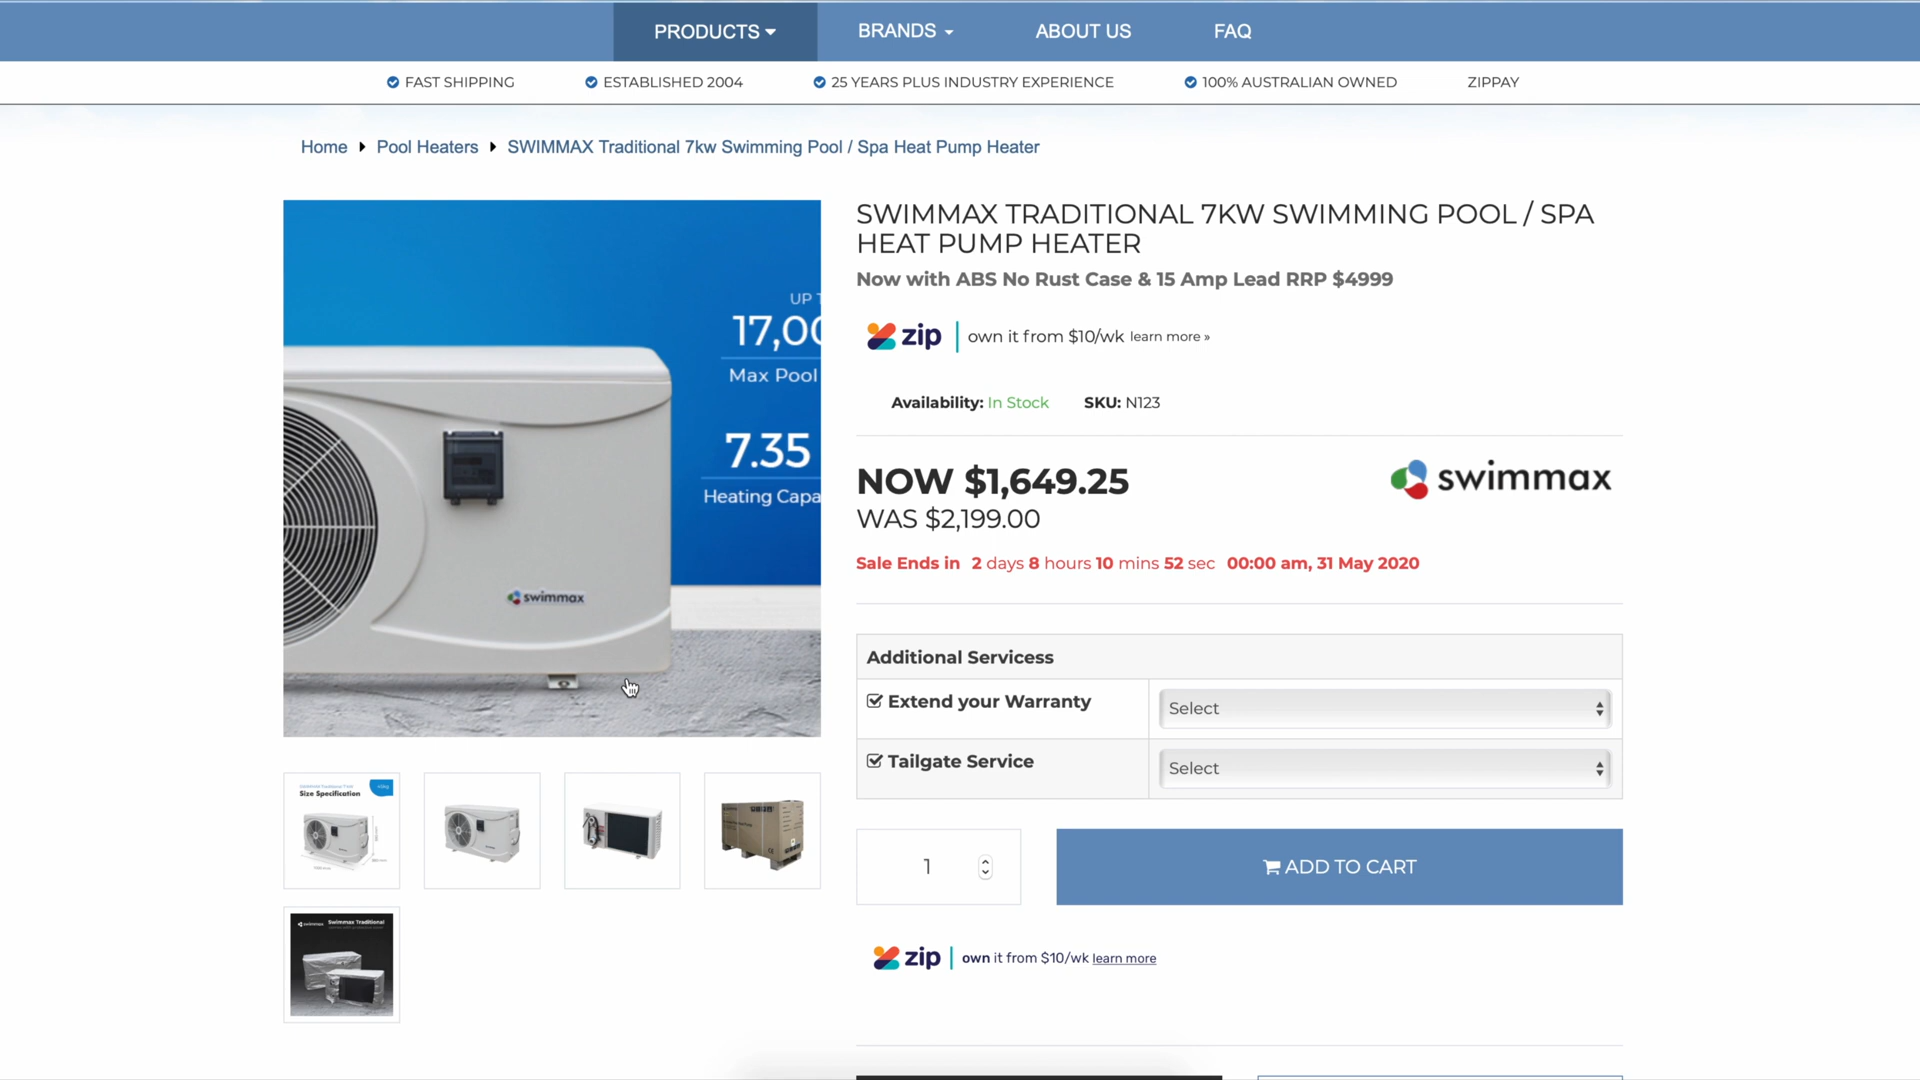 PRODUCTS
BRANDS
ABOUT US
FAQ
FAST SHIPPING
ESTABLISHED 2004
25 YEARS PLUS INDUSTRY EXPERIENCE
100% AUSTRALIAN OWNED
ZIPPAY
Home
Pool Heaters
SWIMMAX Traditional 7kw Swimming Pool / Spa Heat Pump Heater
UP T
17,00
Max Pool
7.35
Heating Capa
swimmax
Size Specification
swimmax
Swimmax Traditional
SWIMMAX TRADITIONAL 7KW SWIMMING POOL / SPA
HEAT PUMP HEATER
Now with ABS No Rust Case & 15 Amp Lead RRP $4999
zip
own it from $10/wk learn more »
Availability: In Stock
SKU: N123
NOW $1,649.25
swimmax
WAS $2,199.00
Sale Ends in 2 days 8 hours 10 mins 52 sec 00:00 am, 31 May 2020
Additional Servicess
Extend your Warranty
Select
Tailgate Service
Select
1
ADD TO CART
zip
own it from $10/wk learn more